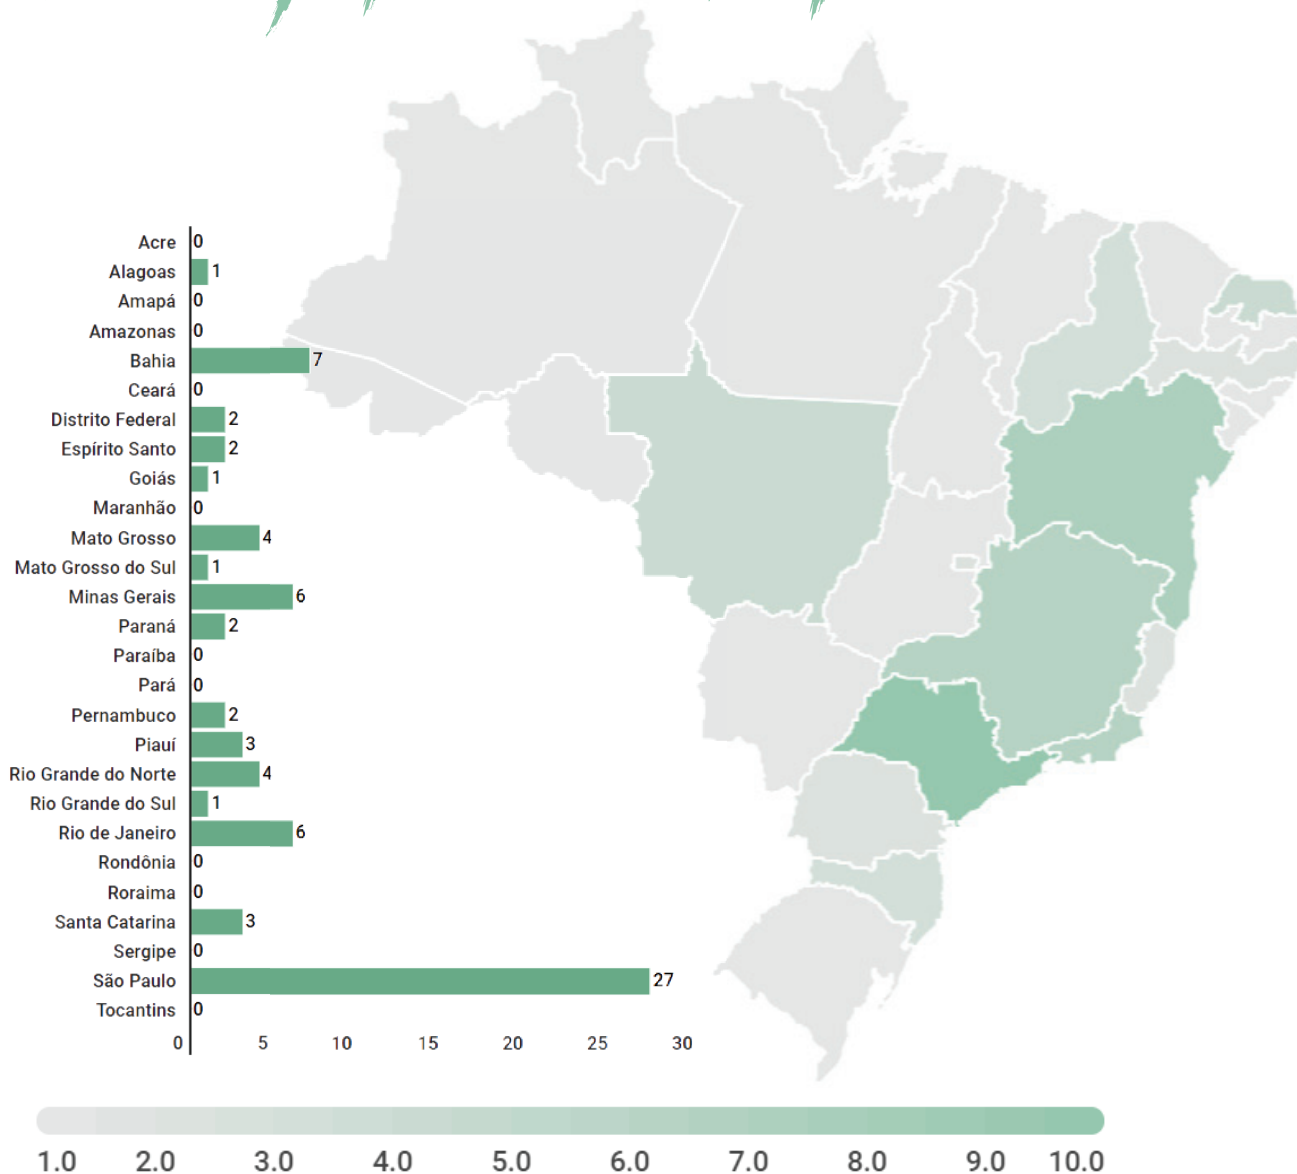 Acre 0
Alagoas 1
Amapá 0
Amazonas 0
Bahia 7
Ceará 0
Distrito Federal 2
Espírito Santo 2
Goiás 1
Maranhão 0
Mato Grosso 4
Mato Grosso do Sul 1
Minas Gerais 6
Paraná 2
Paraíba 0
Pará 0
Pernambuco 2
Piauí 3
Rio Grande do Norte 4
Rio Grande do Sul 1
Rio de Janeiro 6
Rondônia 0
Roraima 0
Santa Catarina 3
Sergipe 0
São Paulo 27
Tocantins 0
0 5 10 15 20 25 30
1.0 2.0 3.0 4.0 5.0 6.0 7.0 8.0 9.0 10.0